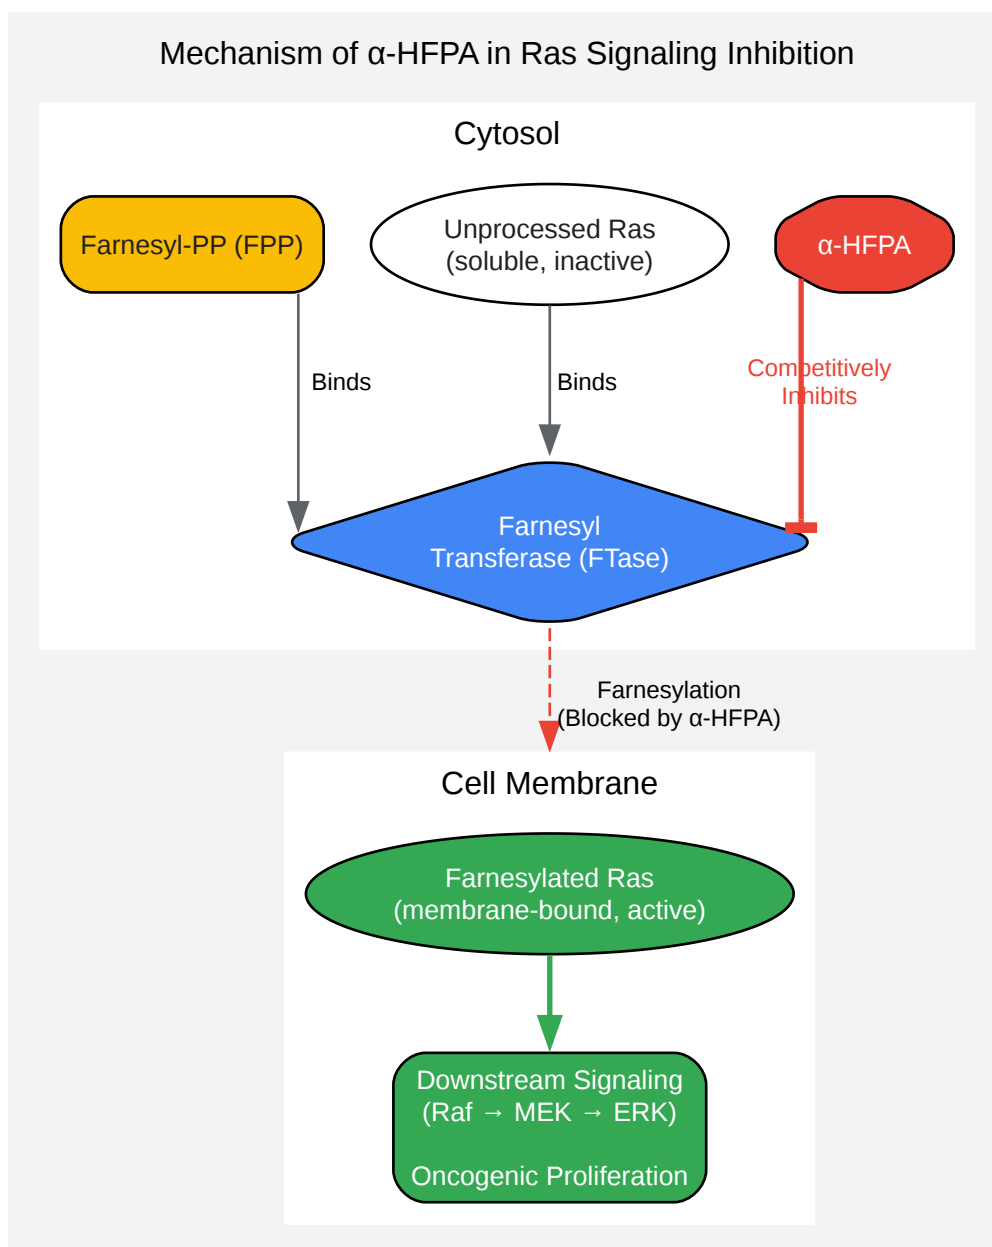 Mechanism of α-HFPA in Ras Signaling Inhibition
Cytosol
Farnesyl-PP (FPP)
Unprocessed Ras
(soluble, inactive)
α-HFPA
Binds
Binds
Competitively
Inhibits
Farnesyl
Transferase (FTase)
Farnesylation
(Blocked by α-HFPA)
Cell Membrane
Farnesylated Ras
(membrane-bound, active)
Downstream Signaling
(Raf → MEK → ERK)
Oncogenic Proliferation